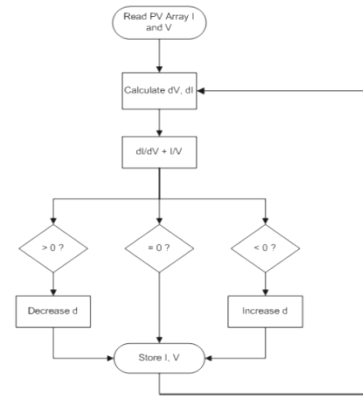 Read PV Array I
and V
Calculate dV, dI
dI/dV + I/V
> 0 ?
= 0 ?
< 0 ?
Decrease d
Increase d
Store I, V